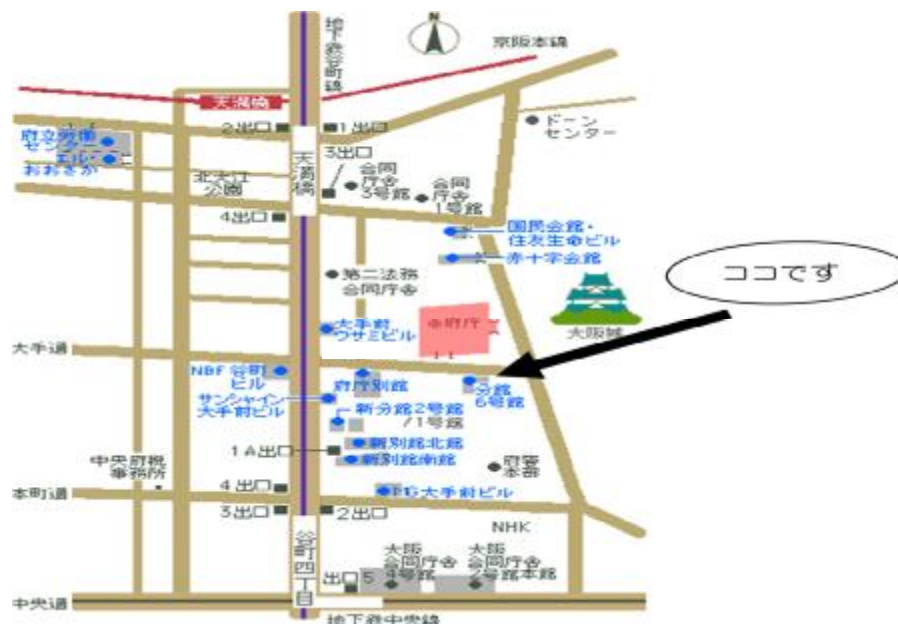 N
地下鉄谷町線
京阪本線
天満橋
2出口
1出口
ドーン
センター
府立労働
センター
エル・
おおさか
天満橋
3出口
合同
庁舎
3号館
合同
庁舎
1号館
北大江
公園
4出口
国民会館・
住友生命ビル
赤十字会館
ココです
第二法務
合同庁舎
大手前
ウサミビル
府庁
大阪城
大手通
NBF谷町
ビル
府庁別館
分館
6号館
サンシャイン
大手前ビル
新分館2号館
/1号館
1A出口
新別館北館
新別館南館
中央府税
事務所
府警
本部
4出口
本町通
大手前ビル
3出口
2出口
NHK
谷町四丁目
大阪
合同庁舎
4号館
大阪
合同庁舎
2号館本館
出口5
中央通
地下鉄中央線